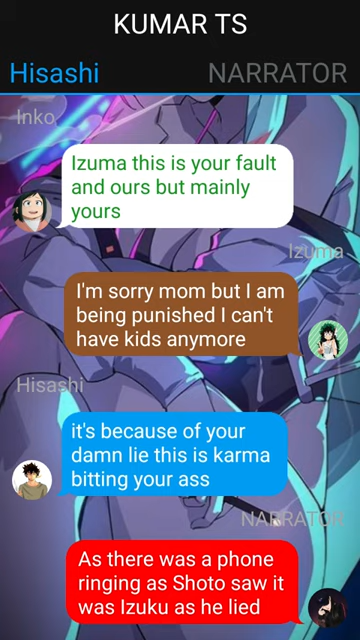 KUMAR TS
Hisashi NARRATOR
Inko
Izuma this is your fault
and ours but mainly
yours
Izuma
I'm sorry mom but I am
being punished I can't
have kids anymore
Hisashi
it's because of your
damn lie this is karma
bitting your ass
NARRATOR
As there was a phone
ringing as Shoto saw it
was Izuku as he lied